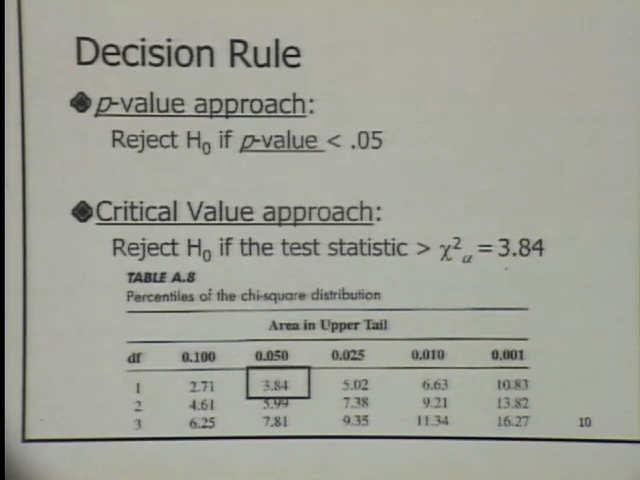 Decision Rule
p-value approach:
Reject H₀ if p-value < .05
Critical Value approach:
Reject H₀ if the test statistic > χ²α = 3.84
TABLE A.8
Percentiles of the chi-square distribution
Area in Upper Tail
df 0.100 0.050 0.025 0.010 0.001
1 2.71 3.84 5.02 6.63 10.83
2 4.61 5.99 7.38 9.21 13.82
3 6.25 7.81 9.35 11.34 16.27
10